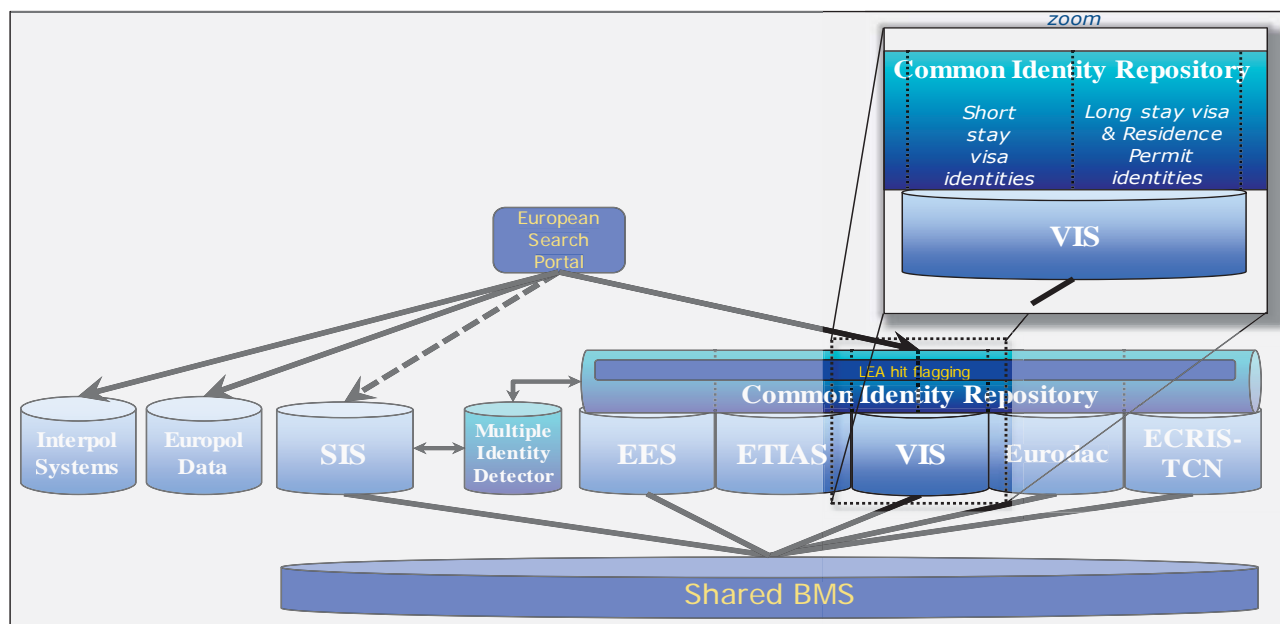 zoom
Common Identity Repository
Short
stay
visa
identities
Long stay visa
& Residence
Permit
identities
VIS
European
Search
Portal
LEA hit flagging
Common Identity Repository
Interpol
Systems
Europol
Data
SIS
Multiple
Identity
Detector
EES
ETIAS
VIS
Eurodac
ECRIS-
TCN
Shared BMS